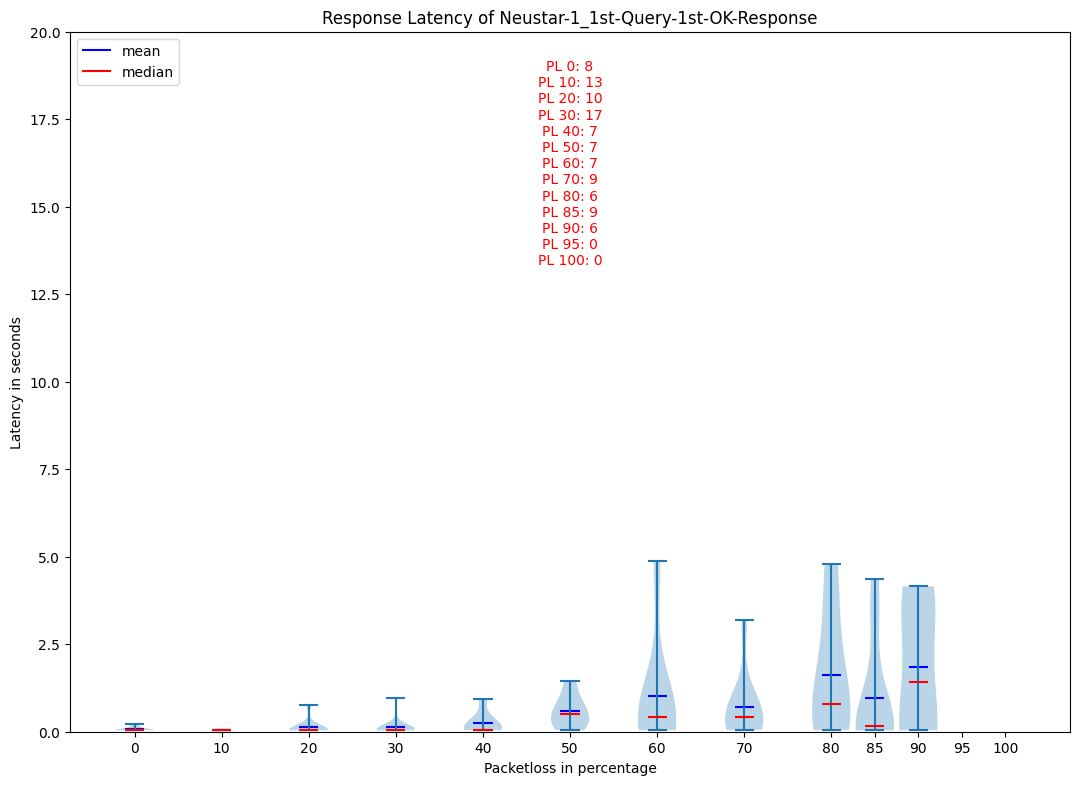 Response Latency of Neustar-1_1st-Query-1st-OK-Response
mean
median
PL 0: 8
PL 10: 13
PL 20: 10
PL 30: 17
PL 40: 7
PL 50: 7
PL 60: 7
PL 70: 9
PL 80: 6
PL 85: 9
PL 90: 6
PL 95: 0
PL 100: 0
Latency in seconds
20.0
17.5
15.0
12.5
10.0
7.5
5.0
2.5
0.0
0 10 20 30 40 50 60 70 80 85 90 95 100
Packetloss in percentage